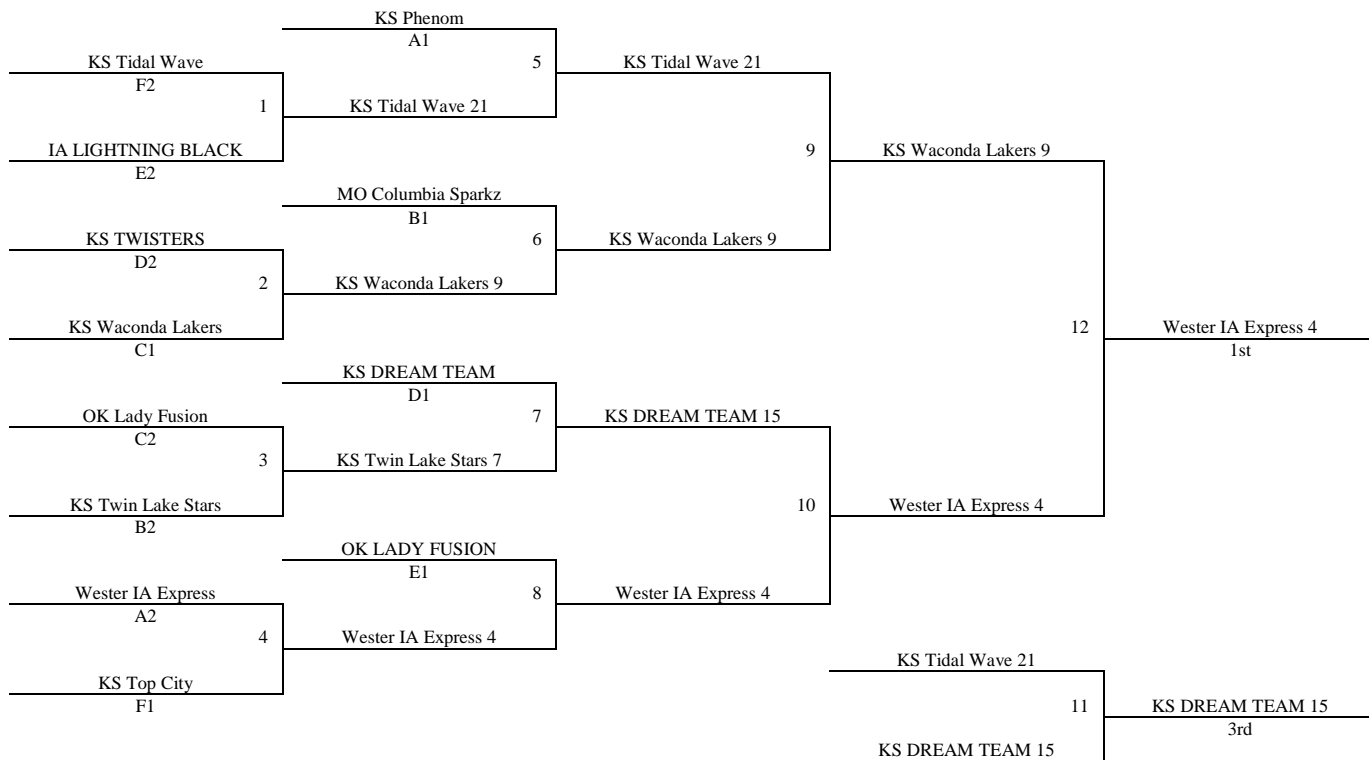 KS Phenom
A1
KS Tidal Wave
5
KS Tidal Wave 21
F2
1
KS Tidal Wave 21
IA LIGHTNING BLACK
9
KS Waconda Lakers 9
E2
MO Columbia Sparkz
B1
KS TWISTERS
6
KS Waconda Lakers 9
D2
2
KS Waconda Lakers 9
KS Waconda Lakers
12
Wester IA Express 4
C1
1st
KS DREAM TEAM
D1
OK Lady Fusion
7
KS DREAM TEAM 15
C2
3
KS Twin Lake Stars 7
KS Twin Lake Stars
10
Wester IA Express 4
B2
OK LADY FUSION
E1
Wester IA Express
8
Wester IA Express 4
A2
4
Wester IA Express 4
KS Tidal Wave 21
KS Top City
F1
11
KS DREAM TEAM 15
3rd
KS DREAM TEAM 15